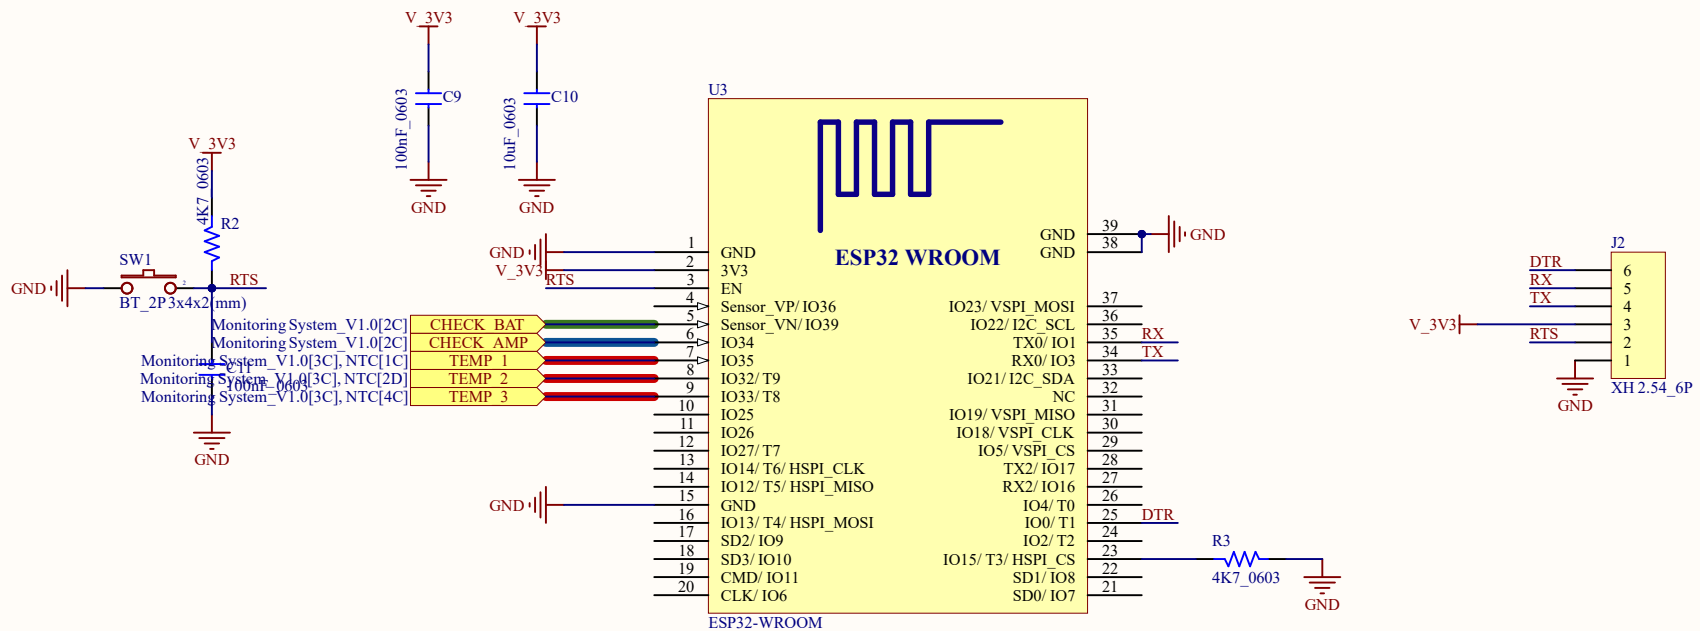 V_3V3
V_3V3
C9
100nF_0603
C10
10uF_0603
GND
GND
V_3V3
4K7_0603
R2
SW1
GND
2
RTS
BT_2P 3x4x2(mm)
C11
100nF_0603
GND
Monitoring System_V1.0[2C] CHECK_BAT
Monitoring System_V1.0[2C] CHECK_AMP
Monitoring System_V1.0[3C], NTC[1C] TEMP_1
Monitoring System_V1.0[3C], NTC[2D] TEMP_2
Monitoring System_V1.0[3C], NTC[4C] TEMP_3
U3
ESP32 WROOM
GND 1 GND
V_3V3 2 3V3
RTS 3 EN
4 Sensor_VP/ IO36
5 Sensor_VN/ IO39
6 IO34
7 IO35
8 IO32/ T9
9 IO33/ T8
10 IO25
11 IO26
12 IO27/ T7
13 IO14/ T6/ HSPI_CLK
14 IO12/ T5/ HSPI_MISO
GND 15 GND
16 IO13/ T4/ HSPI_MOSI
17 SD2/ IO9
18 SD3/ IO10
19 CMD/ IO11
20 CLK/ IO6
GND 39 GND
GND 38
IO23/ VSPI_MOSI 37
IO22/ I2C_SCL 36
TX0/ IO1 35 RX
RX0/ IO3 34 TX
IO21/ I2C_SDA 33
NC 32
IO19/ VSPI_MISO 31
IO18/ VSPI_CLK 30
IO5/ VSPI_CS 29
TX2/ IO17 28
RX2/ IO16 27
IO4/ T0 26
IO0/ T1 25 DTR
IO2/ T2 24
IO15/ T3/ HSPI_CS 23
SD1/ IO8 22
SD0/ IO7 21
ESP32-WROOM
R3
4K7_0603
GND
J2
DTR 6
RX 5
TX 4
V_3V3 3
RTS 2
1
GND
XH 2.54_6P